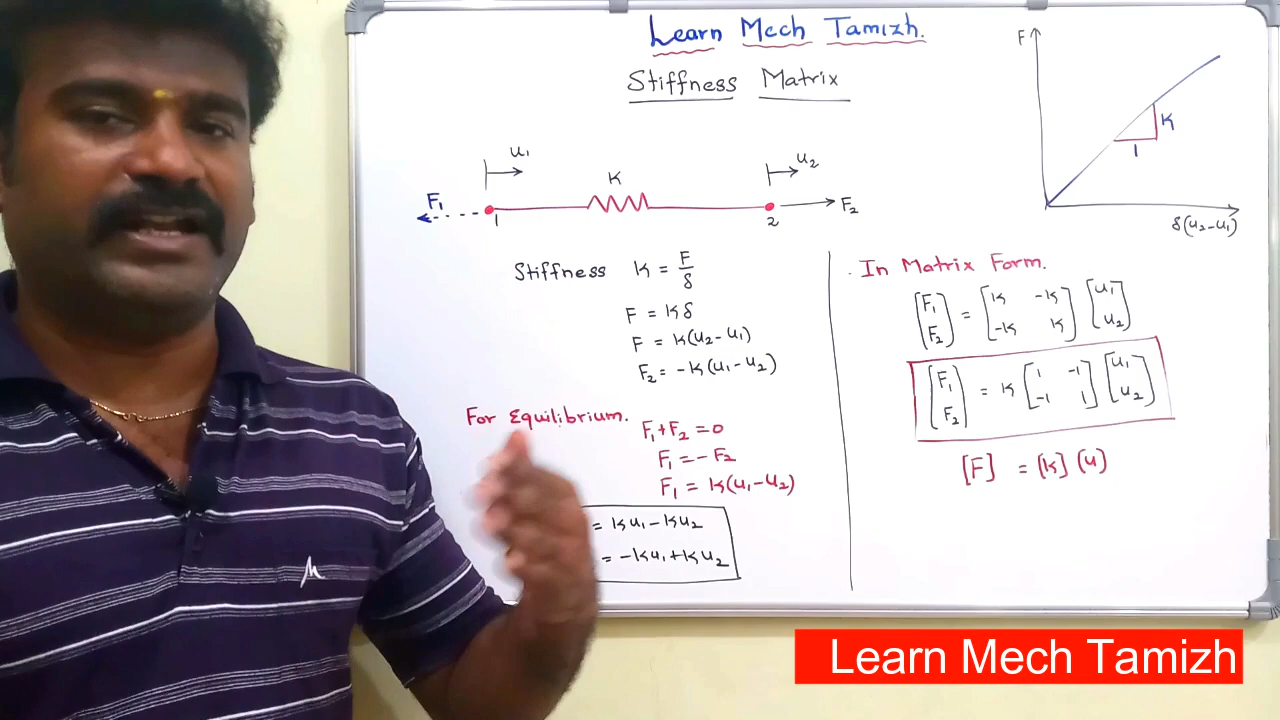 Learn Mech Tamizh.
Stiffness Matrix
u₁
u₂
K
F₁
F₂
1
2
F
K
1
δ(u₂-u₁)
Stiffness K = F/δ
F = Kδ
F = K(u₂-u₁)
F₂ = -K(u₁-u₂)
For Equilibrium.
F₁+F₂ = 0
F₁ = - F₂
F₁ = K(u₁-u₂)
= Ku₁-Ku₂
= -Ku₁+Ku₂
In Matrix Form.
[F₁ F₂] = [K -K -K K] [u₁ u₂]
[F₁ F₂] = K [1 -1 -1 1] [u₁ u₂]
[F] = [K] {u}
M
Learn Mech Tamizh